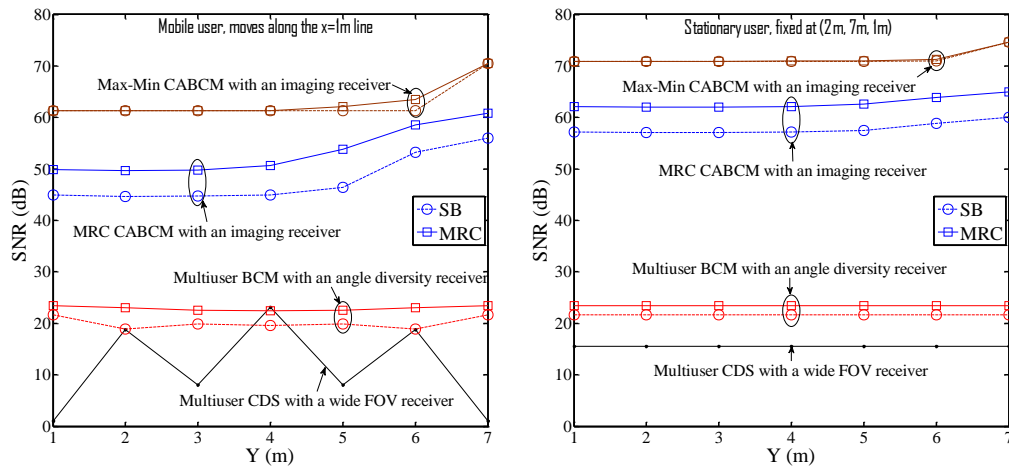 Mobile user, moves along the x=1m line
Max-Min CABCM with an imaging receiver
MRC CABCM with an imaging receiver
SB
MRC
Multiuser BCM with an angle diversity receiver
Multiuser CDS with a wide FOV receiver
SNR (dB)
80
70
60
50
40
30
20
10
0
1 2 3 4 5 6 7
Y (m)
Stationary user, fixed at (2m, 7m, 1m)
Max-Min CABCM with an imaging receiver
MRC CABCM with an imaging receiver
SB
MRC
Multiuser BCM with an angle diversity receiver
Multiuser CDS with a wide FOV receiver
SNR (dB)
80
70
60
50
40
30
20
10
0
1 2 3 4 5 6 7
Y (m)